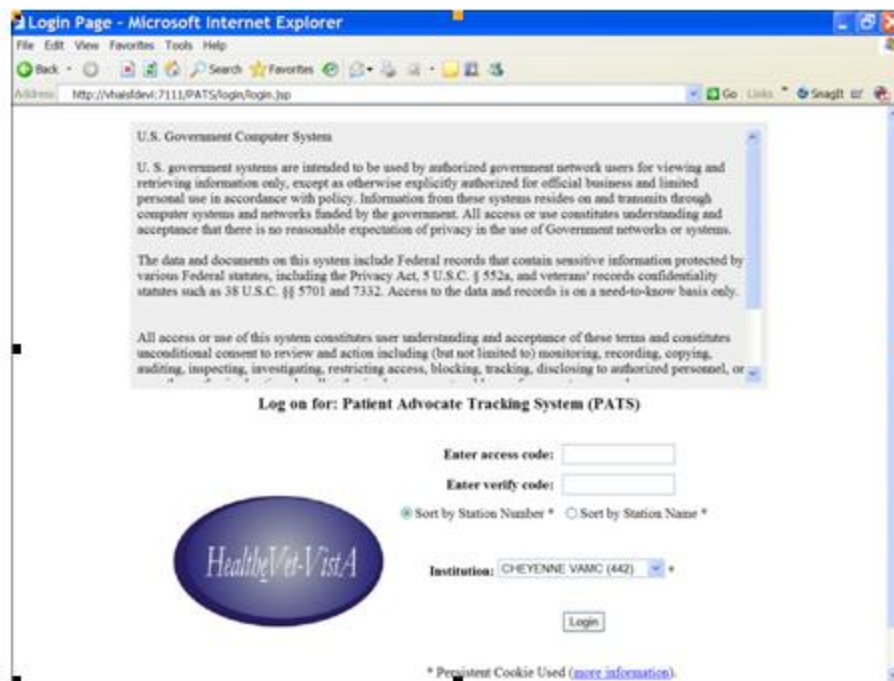 Login Page - Microsoft Internet Explorer
File Edit View Favorites Tools Help
Back Search Favorites
Address http://vhaisfdevl:7111/PATS/login/login.jsp Go Links SnagIt
U.S. Government Computer System
U. S. government systems are intended to be used by authorized government network users for viewing and
retrieving information only, except as otherwise explicitly authorized for official business and limited
personal use in accordance with policy. Information from these systems resides on and transmits through
computer systems and networks funded by the government. All access or use constitutes understanding and
acceptance that there is no reasonable expectation of privacy in the use of Government networks or systems.
The data and documents on this system include Federal records that contain sensitive information protected by
various Federal statutes, including the Privacy Act, 5 U.S.C. § 552a, and veterans' records confidentiality
statutes such as 38 U.S.C. §§ 5701 and 7332. Access to the data and records is on a need-to-know basis only.
All access or use of this system constitutes user understanding and acceptance of these terms and constitutes
unconditional consent to review and action including (but not limited to) monitoring, recording, copying,
auditing, inspecting, investigating, restricting access, blocking, tracking, disclosing to authorized personnel, or
Log on for: Patient Advocate Tracking System (PATS)
Enter access code:
Enter verify code:
Sort by Station Number * Sort by Station Name *
HealtheVet-VistA
Institution: CHEYENNE VAMC (442) *
Login
* Persistent Cookie Used (more information).